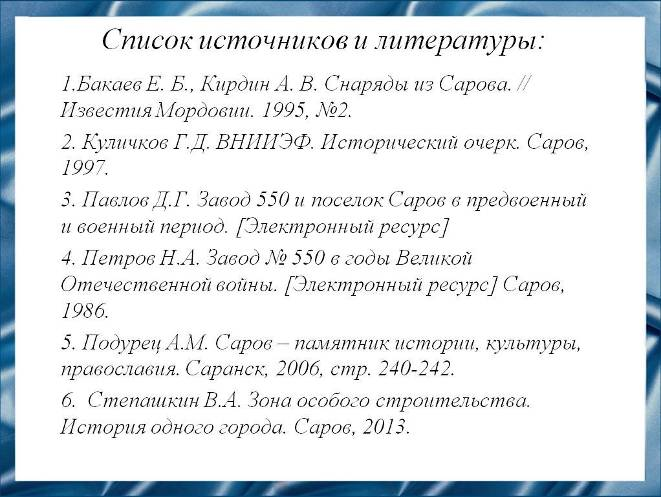 Список источников и литературы:
1.Бакаев Е. Б., Кирдин А. В. Снаряды из Сарова. //
Известия Мордовии. 1995, №2.
2. Куличков Г.Д. ВНИИЭФ. Исторический очерк. Саров,
1997.
3. Павлов Д.Г. Завод 550 и поселок Саров в предвоенный
и военный период. [Электронный ресурс]
4. Петров Н.А. Завод № 550 в годы Великой
Отечественной войны. [Электронный ресурс] Саров,
1986.
5. Подурец А.М. Саров – памятник истории, культуры,
православия. Саранск, 2006, стр. 240-242.
6. Степашкин В.А. Зона особого строительства.
История одного города. Саров, 2013.